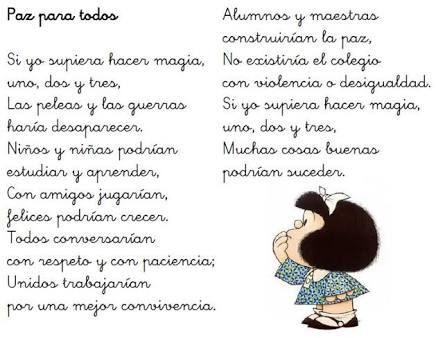 Paz para todos
Si yo supiera hacer magia,
uno, dos y tres,
Las peleas y las guerras
haría desaparecer.
Niños y niñas podrían
estudiar y aprender,
Con amigos jugarían,
felices podrían crecer.
Todos conversarían
con respeto y con paciencia;
Unidos trabajarían
por una mejor convivencia.
Alumnos y maestras
construirían la paz,
No existiría el colegio
con violencia o desigualdad.
Si yo supiera hacer magia,
uno, dos y tres,
Muchas cosas buenas
podrían suceder.